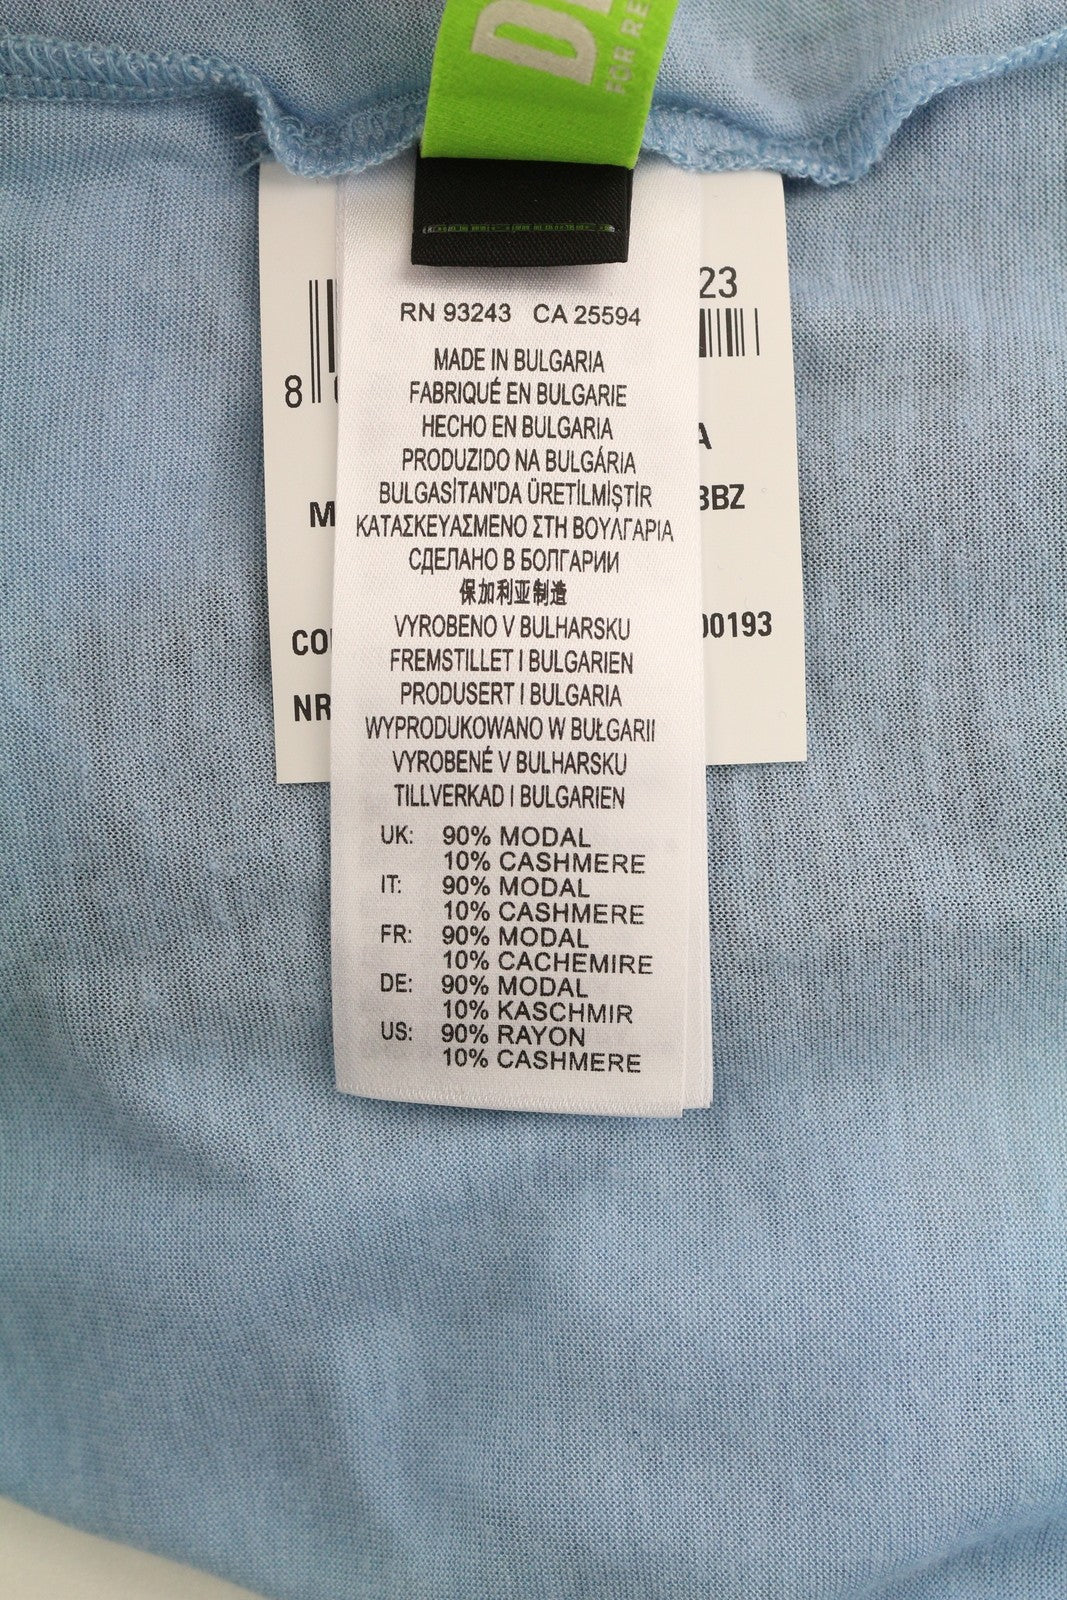 FOR
RN 93243 CA 25594
MADE IN BULGARIA
FABRIQUÉ EN BULGARIE
HECHO EN BULGARIA
PRODUZIDO NA BULGÁRIA
BULGASİTAN'DA ÜRETİLMİŞTİR
ΚΑΤΑΣΚΕΥΑΣΜΕΝΟ ΣΤΗ ΒΟΥΛΓΑΡΙΑ
СДЕЛАНО В БОЛГАРИИ
保加利亚制造
VYROBENO V BULHARSKU
FREMSTILLET I BULGARIEN
PRODUSERT I BULGARIA
WYPRODUKOWANO W BUŁGARII
VYROBENÉ V BULHARSKU
TILLVERKAD I BULGARIEN
UK: 90% MODAL
10% CASHMERE
IT: 90% MODAL
10% CASHMERE
FR: 90% MODAL
10% CACHEMIRE
DE: 90% MODAL
10% KASCHMIR
US: 90% RAYON
10% CASHMERE